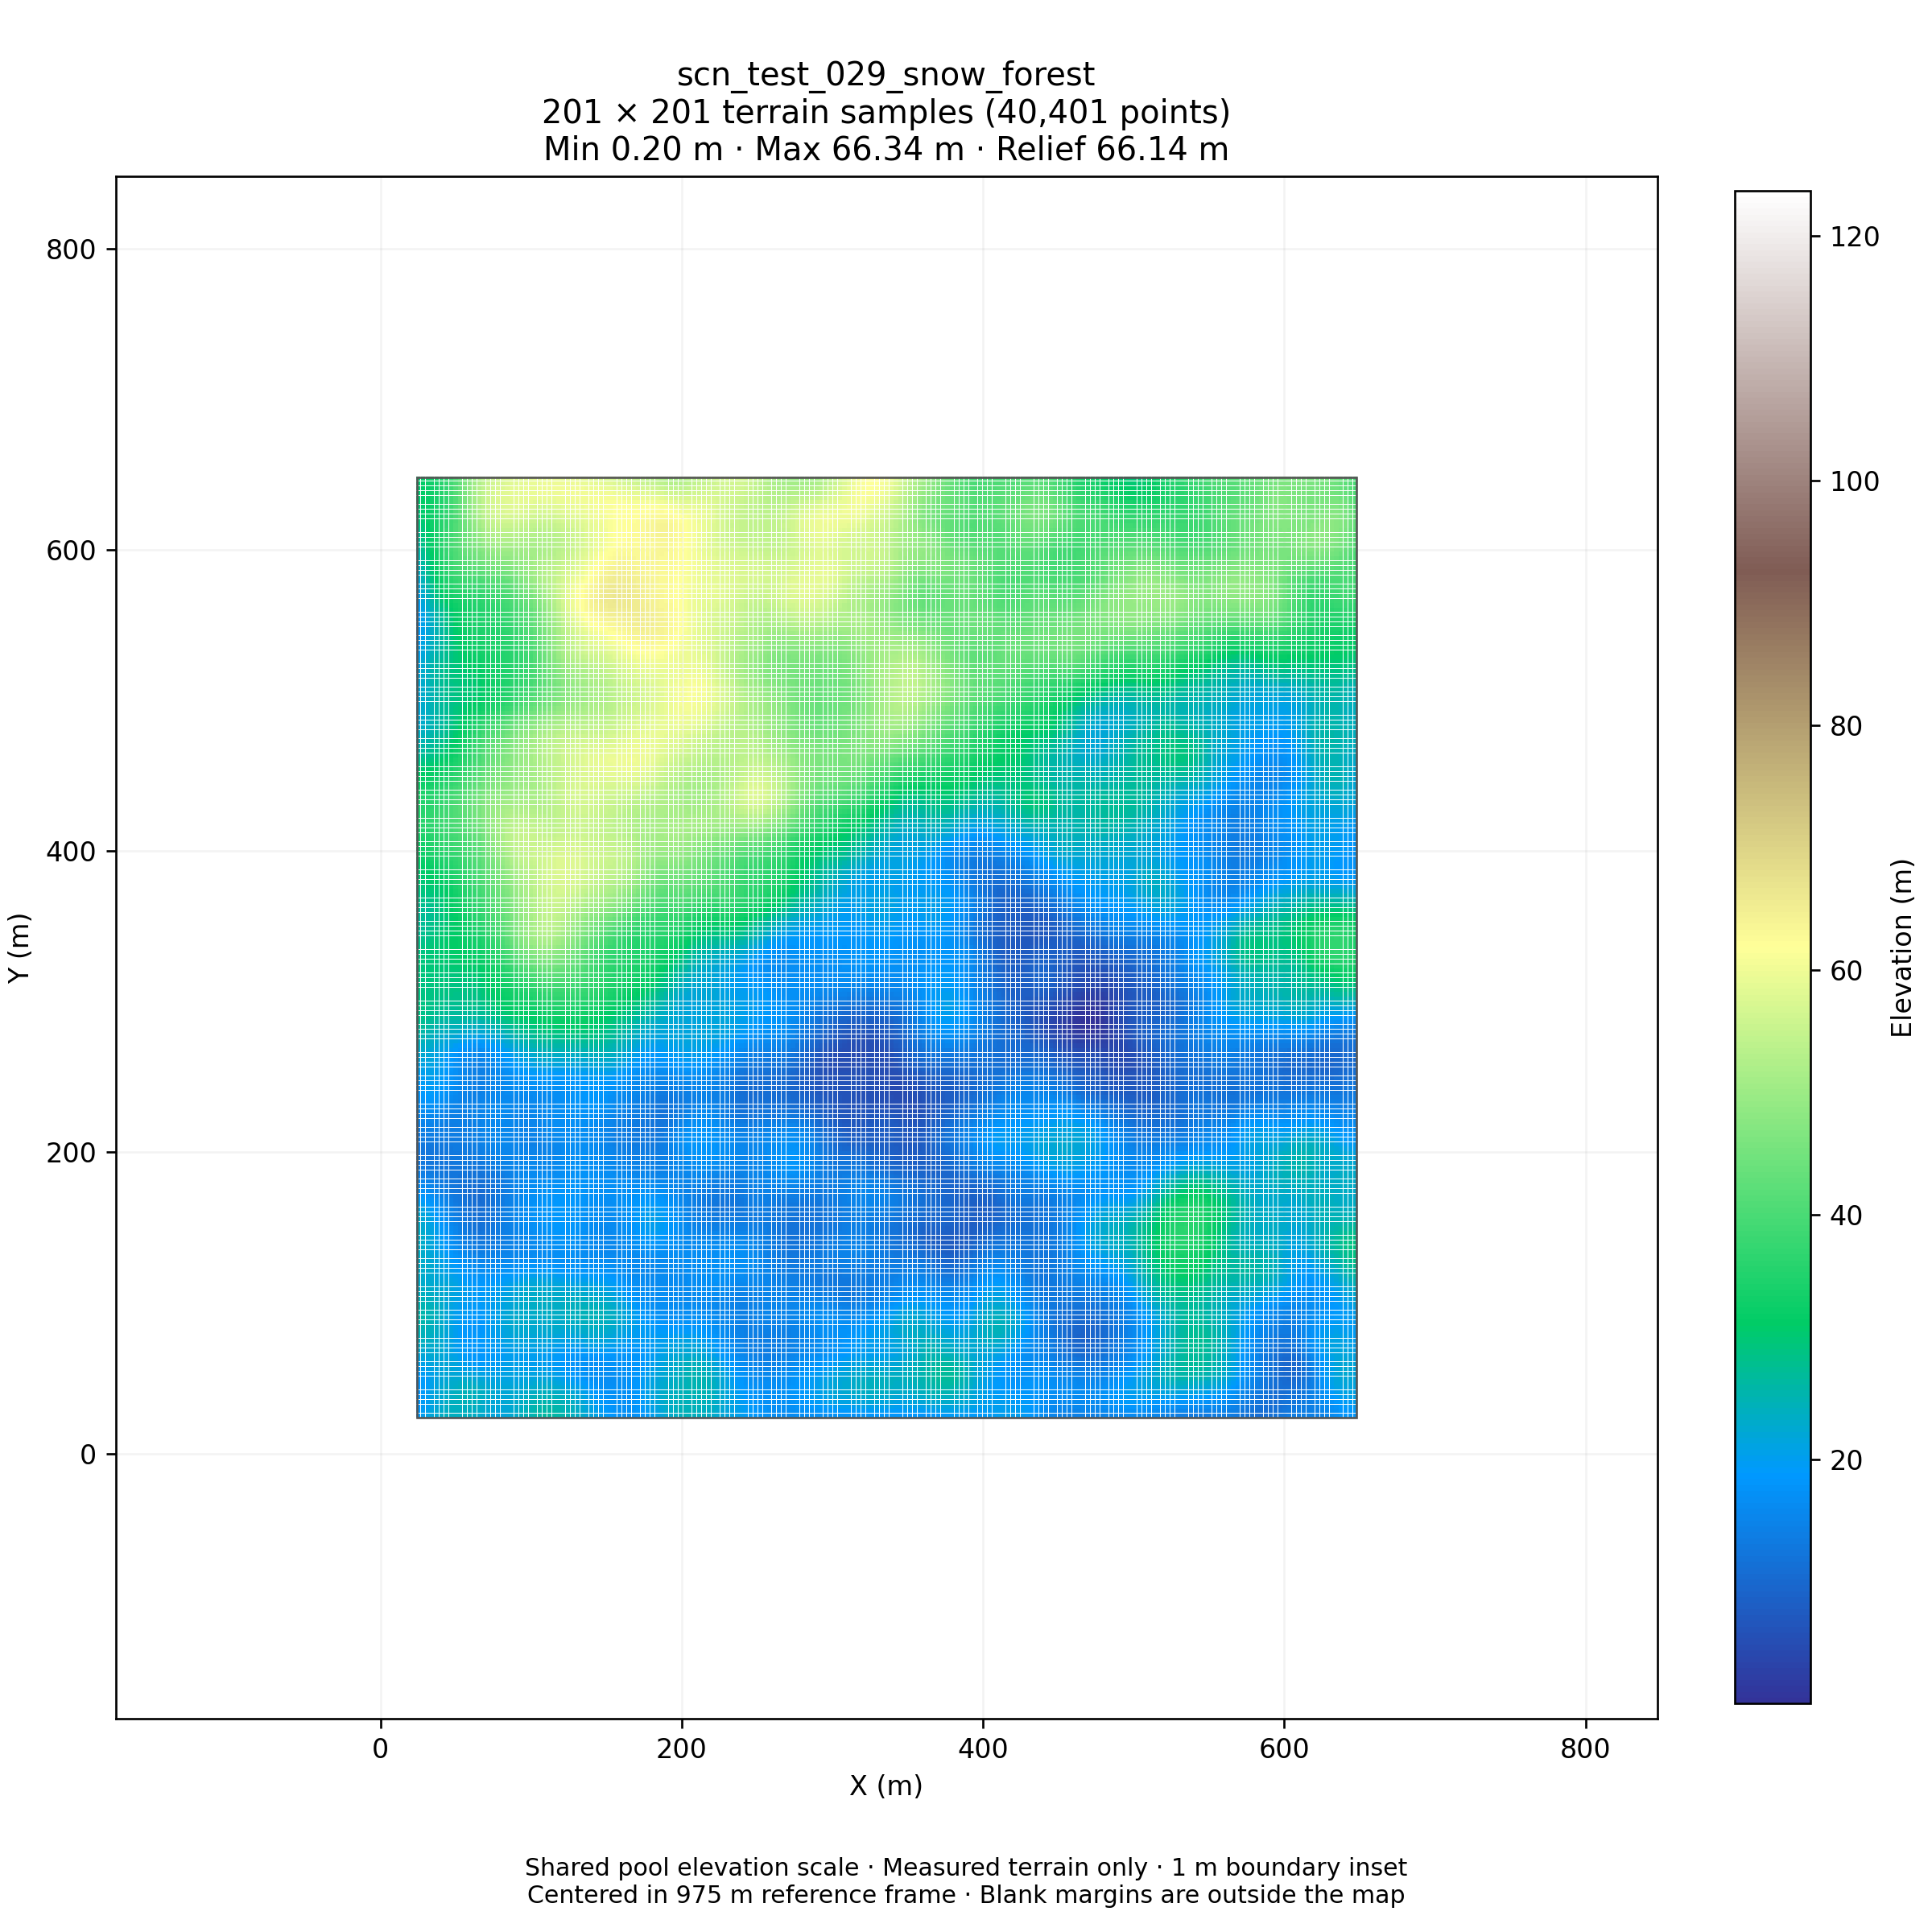 scn_test_029_snow_forest
201 × 201 terrain samples (40,401 points)
Min 0.20 m · Max 66.34 m · Relief 66.14 m
800
600
400
200
0
Y (m)
0
200
400
600
800
X (m)
120
100
80
60
40
20
Elevation (m)
Shared pool elevation scale · Measured terrain only · 1 m boundary inset
Centered in 975 m reference frame · Blank margins are outside the map